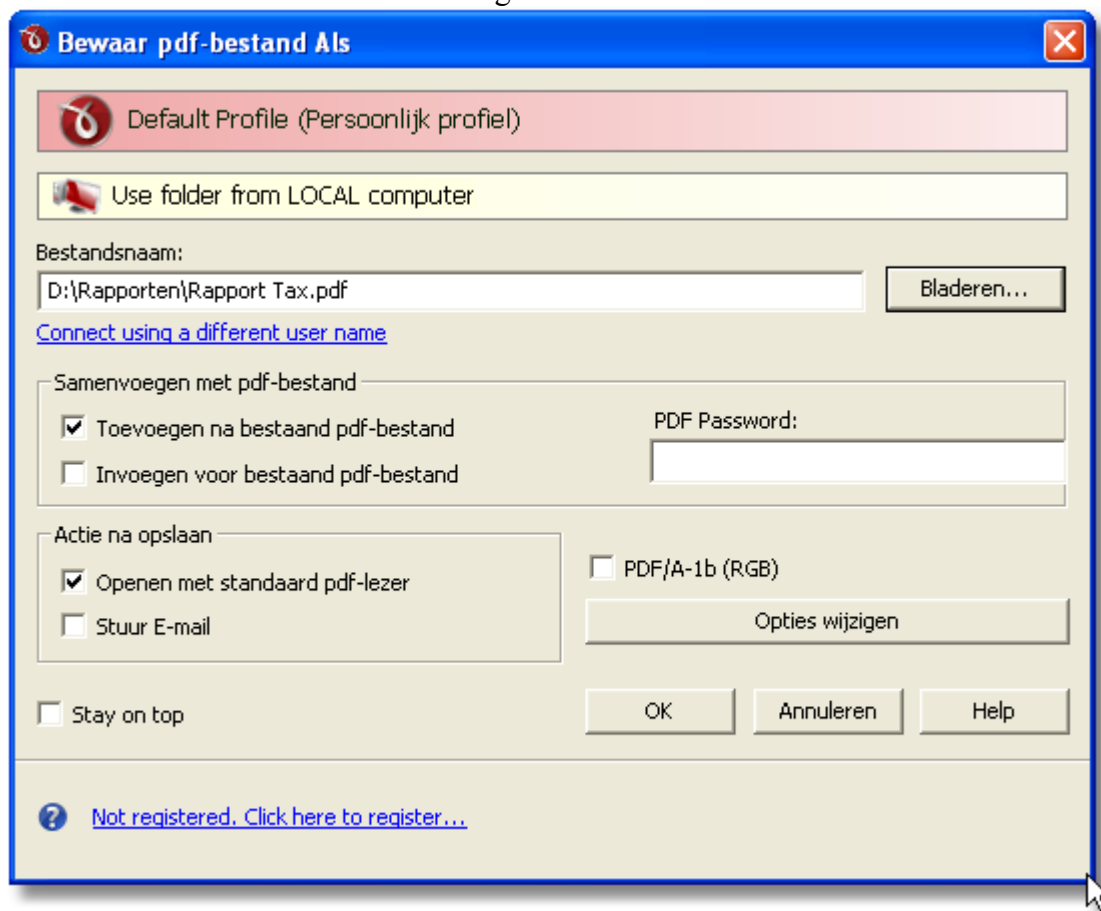 Bewaar pdf-bestand Als
Default Profile (Persoonlijk profiel)
Use folder from LOCAL computer
Bestandsnaam:
D:\Rapporten\Rapport Tax.pdf
Bladeren...
Connect using a different user name
Samenvoegen met pdf-bestand
Toevoegen na bestaand pdf-bestand
PDF Password:
Invoegen voor bestaand pdf-bestand
Actie na opslaan
Openen met standaard pdf-lezer
PDF/A-1b (RGB)
Stuur E-mail
Opties wijzigen
Stay on top
OK
Annuleren
Help
Not registered. Click here to register...